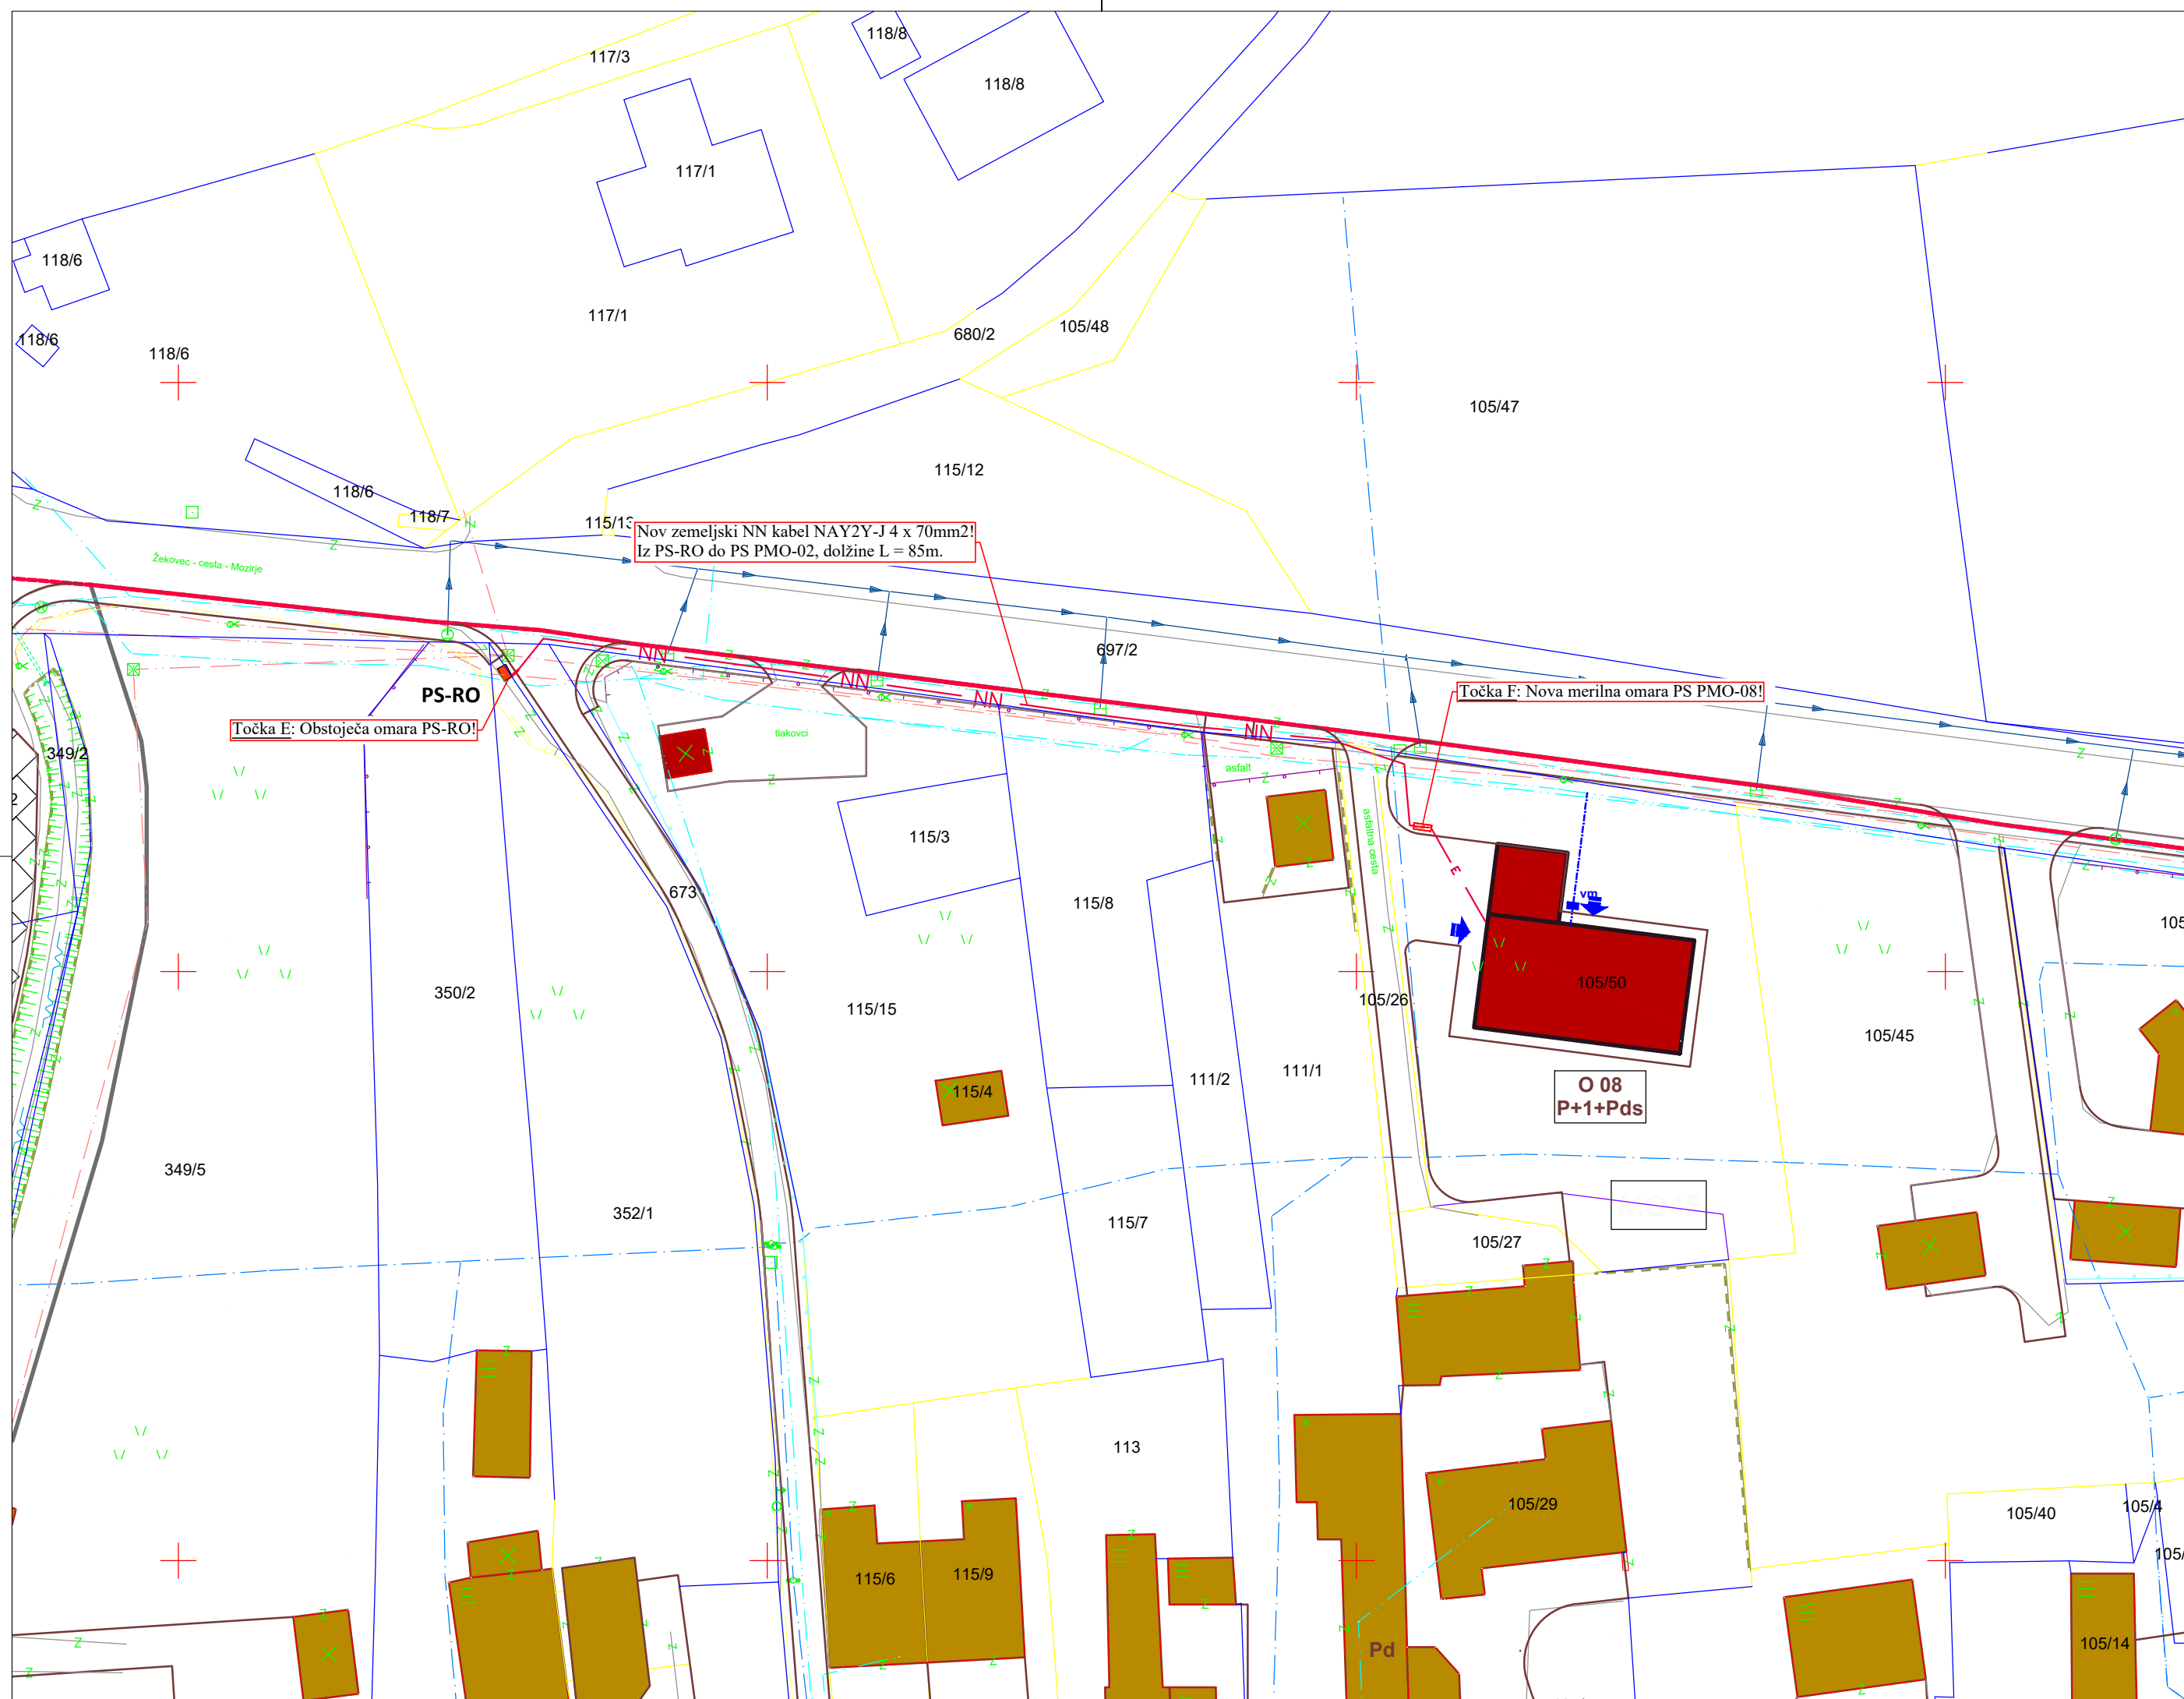 118/8
117/3
118/8
117/1
118/6
117/1
680/2
105/48
118/6
118/6
105/47
115/12
118/6
118/7
115/13
Nov zemeljski NN kabel NAY2Y-J 4 x 70mm2!
Iz PS-RO do PS PMO-02, dolžine L = 85m.
Žekovec - cesta - Mozirje
697/2
NN
NN
NN
NN
PS-RO
Točka F: Nova merilna omara PS PMO-08!
Točka E: Obstoječa omara PS-RO!
tlakovci
349/2
asfalt
asfaltna cesta
115/3
E
673
vm
115/8
105/50
350/2
105/26
115/15
105/45
111/2
111/1
115/4
O 08
P+1+Pds
349/5
352/1
115/7
105/27
113
105/29
105/40
105/4
115/6
115/9
Pd
105/14